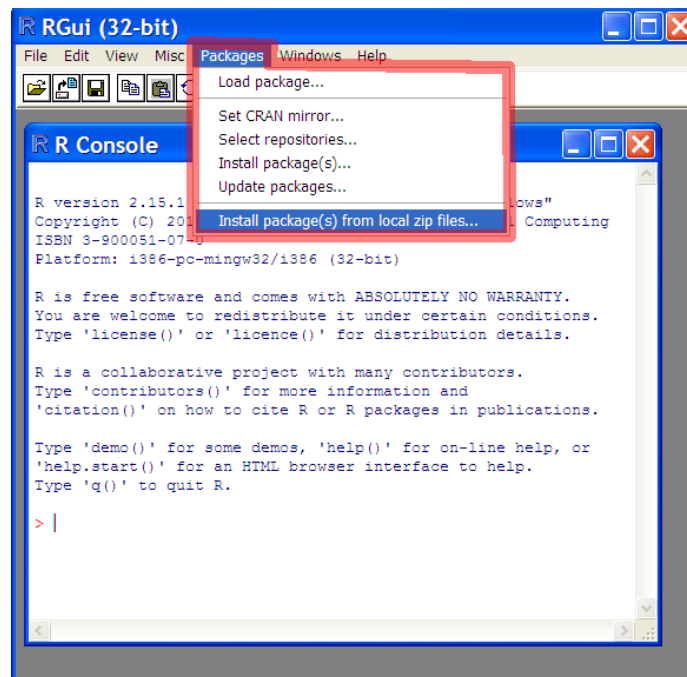 RGui (32-bit)
File Edit View Misc Packages Windows Help
Load package...
Set CRAN mirror...
Select repositories...
Install package(s)...
Update packages...
Install package(s) from local zip files...
R Console
R version 2.15.1
Copyright (C) 201 Computing
ISBN 3-900051-07-0
Platform: i386-pc-mingw32/i386 (32-bit)
R is free software and comes with ABSOLUTELY NO WARRANTY.
You are welcome to redistribute it under certain conditions.
Type 'license()' or 'licence()' for distribution details.
R is a collaborative project with many contributors.
Type 'contributors()' for more information and
'citation()' on how to cite R or R packages in publications.
Type 'demo()' for some demos, 'help()' for on-line help, or
'help.start()' for an HTML browser interface to help.
Type 'q()' to quit R.
>